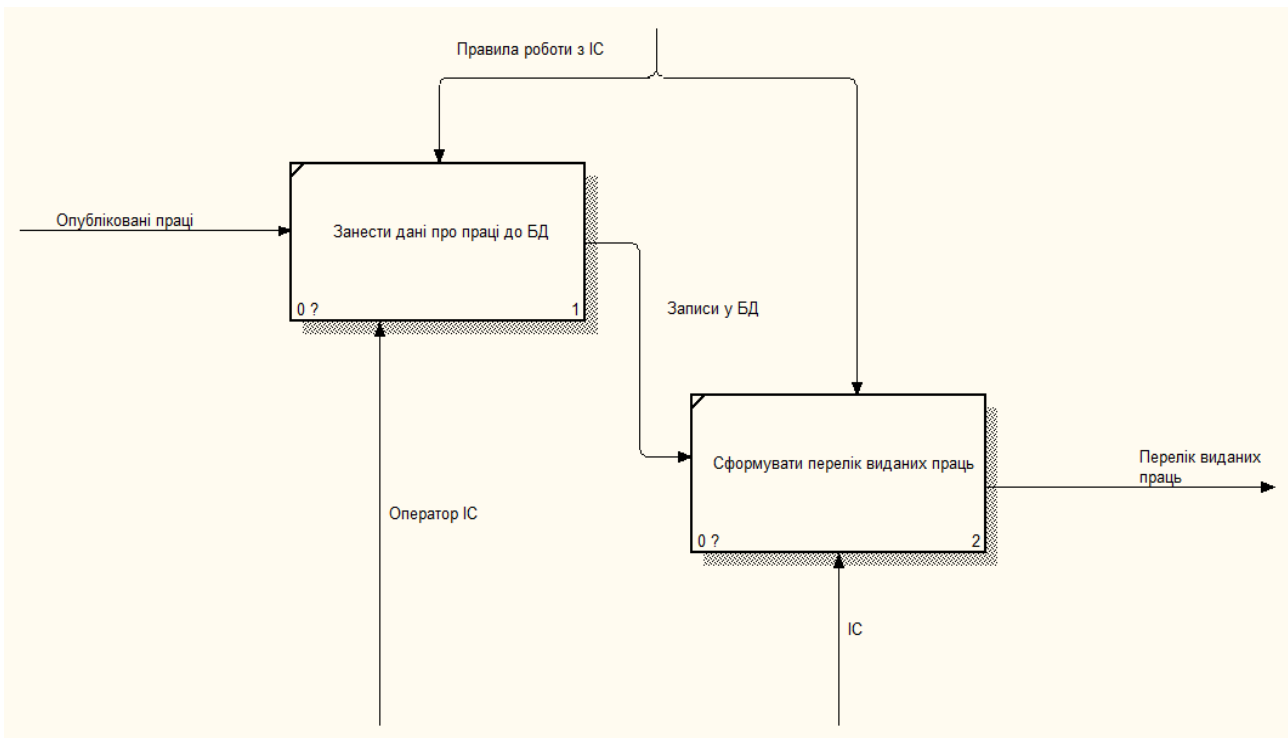 Правила роботи з ІС
Опубліковані праці
Занести дані про праці до БД
0 ?
1
Записи у БД
Сформувати перелік виданих праць
0 ?
2
Перелік виданих
праць
Оператор ІС
ІС